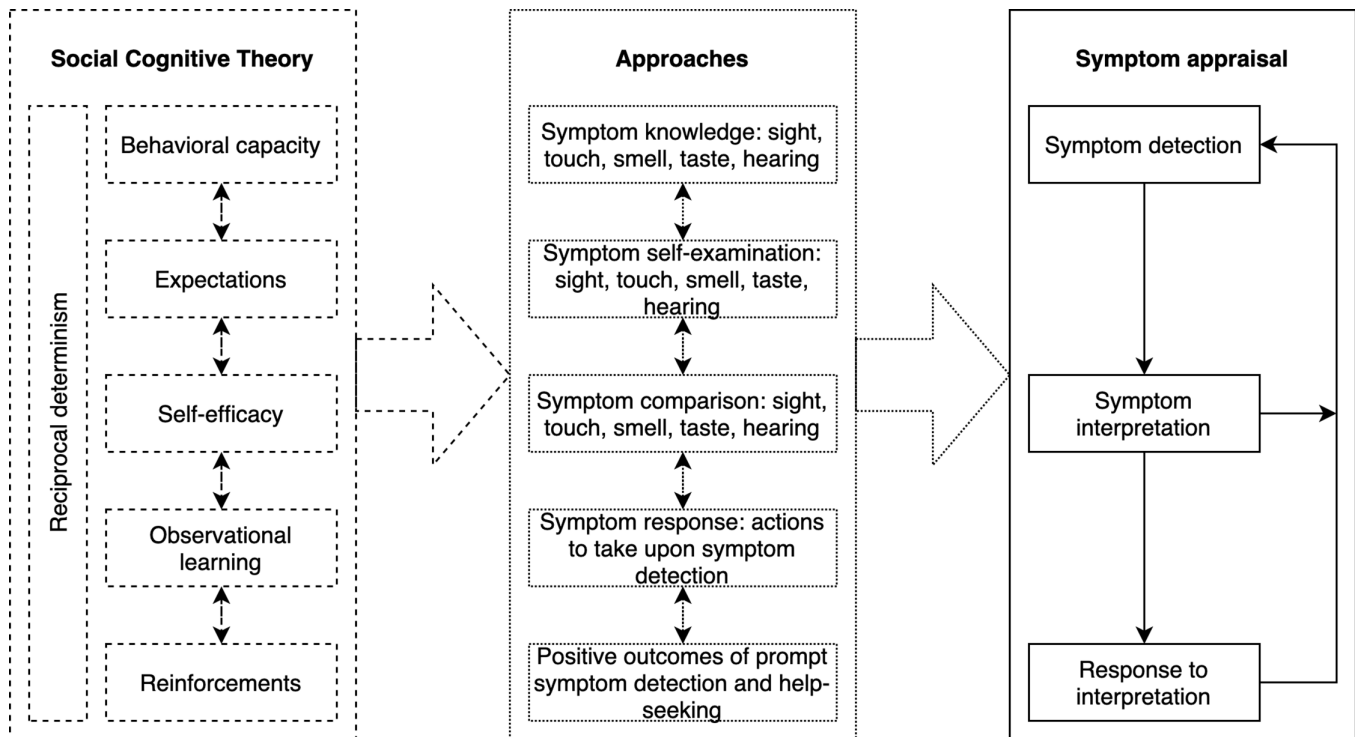 Social Cognitive Theory
Reciprocal determinism
Behavioral capacity
Expectations
Self-efficacy
Observational
learning
Reinforcements
Approaches
Symptom knowledge: sight,
touch, smell, taste, hearing
Symptom self-examination:
sight, touch, smell, taste,
hearing
Symptom comparison: sight,
touch, smell, taste, hearing
Symptom response: actions
to take upon symptom
detection
Positive outcomes of prompt
symptom detection and help-
seeking
Symptom appraisal
Symptom detection
Symptom
interpretation
Response to
interpretation